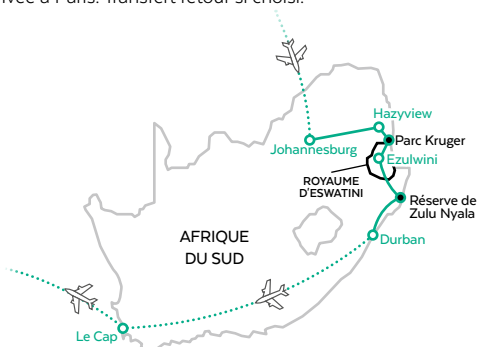 ivée à Paris. Transfert retour si choisi.
Hazyview
Johannesburg
Parc Kruger
Ezulwini
ROYAUME
D'ESWATINI
Réserve de
Zulu Nyala
AFRIQUE
DU SUD
Durban
Le Cap